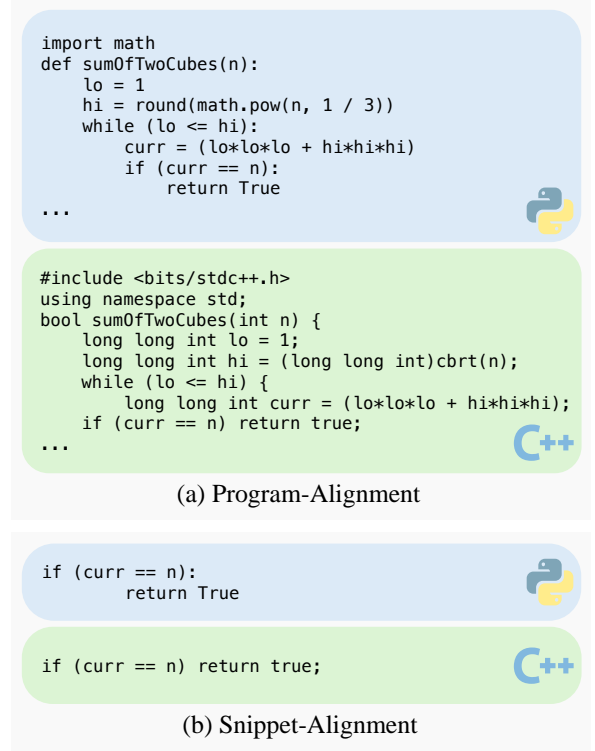 import math
def sumOfTwoCubes(n):
    lo = 1
    hi = round(math.pow(n, 1 / 3))
    while (lo <= hi):
        curr = (lo*lo*lo + hi*hi*hi)
        if (curr == n):
            return True
...
#include <bits/stdc++.h>
using namespace std;
bool sumOfTwoCubes(int n) {
    long long int lo = 1;
    long long int hi = (long long int)cbrt(n);
    while (lo <= hi) {
        long long int curr = (lo*lo*lo + hi*hi*hi);
    if (curr == n) return true;
...
C++
(a) Program-Alignment
if (curr == n):
        return True
if (curr == n) return true;
C++
(b) Snippet-Alignment